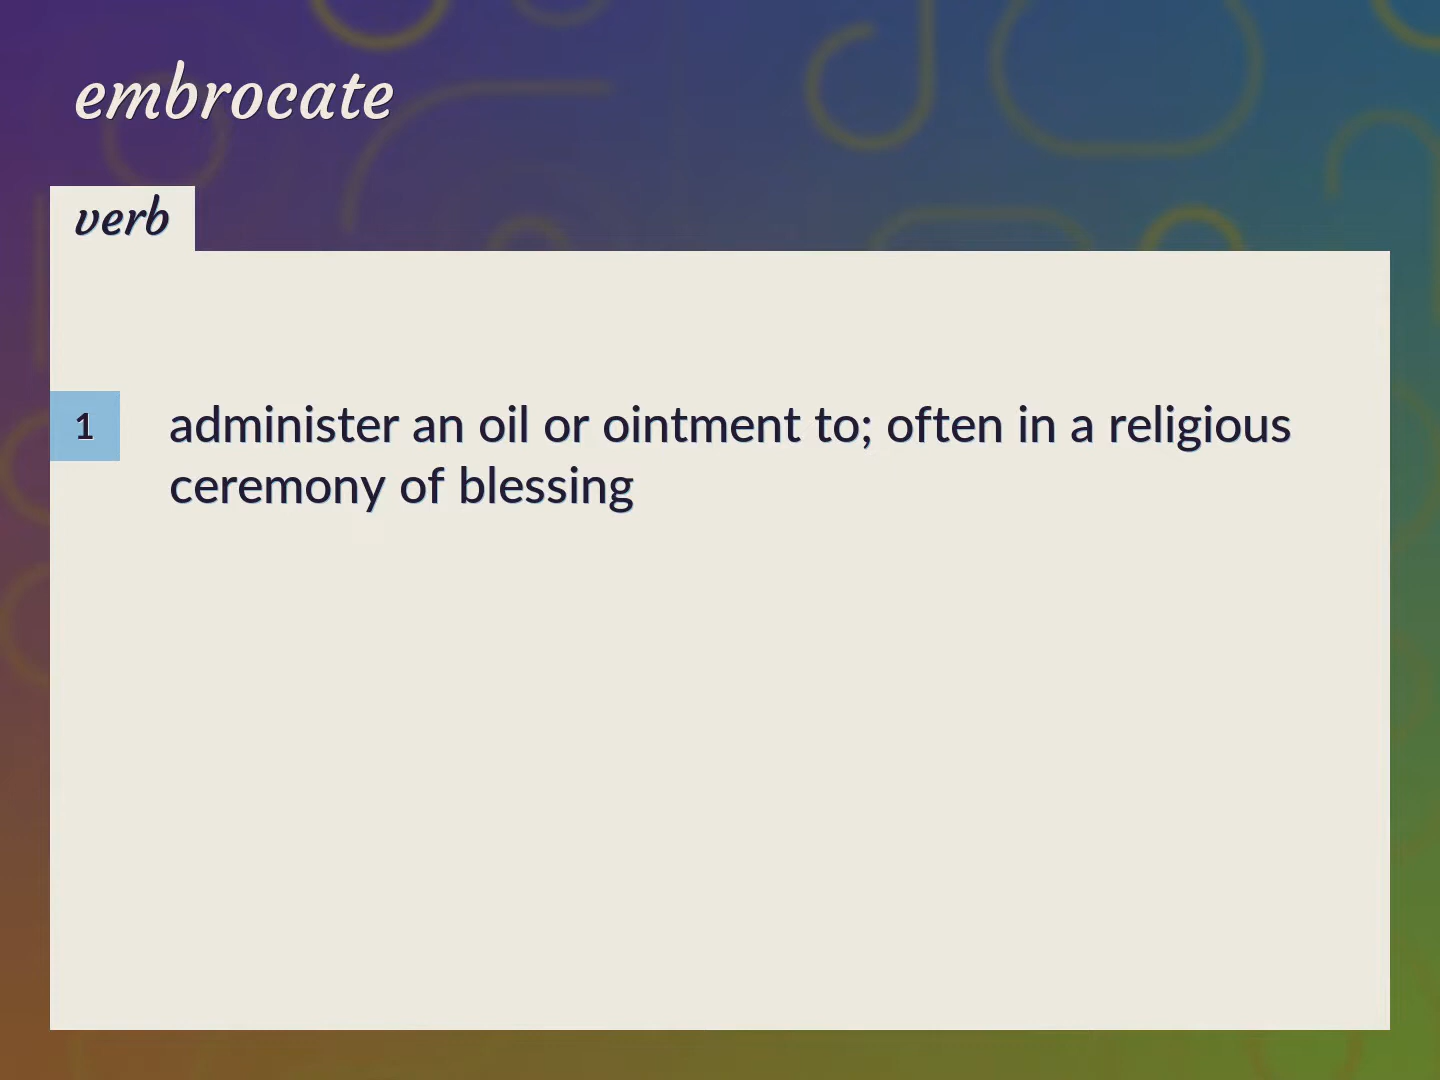 embrocate
verb
1 administer an oil or ointment to; often in a religious
ceremony of blessing